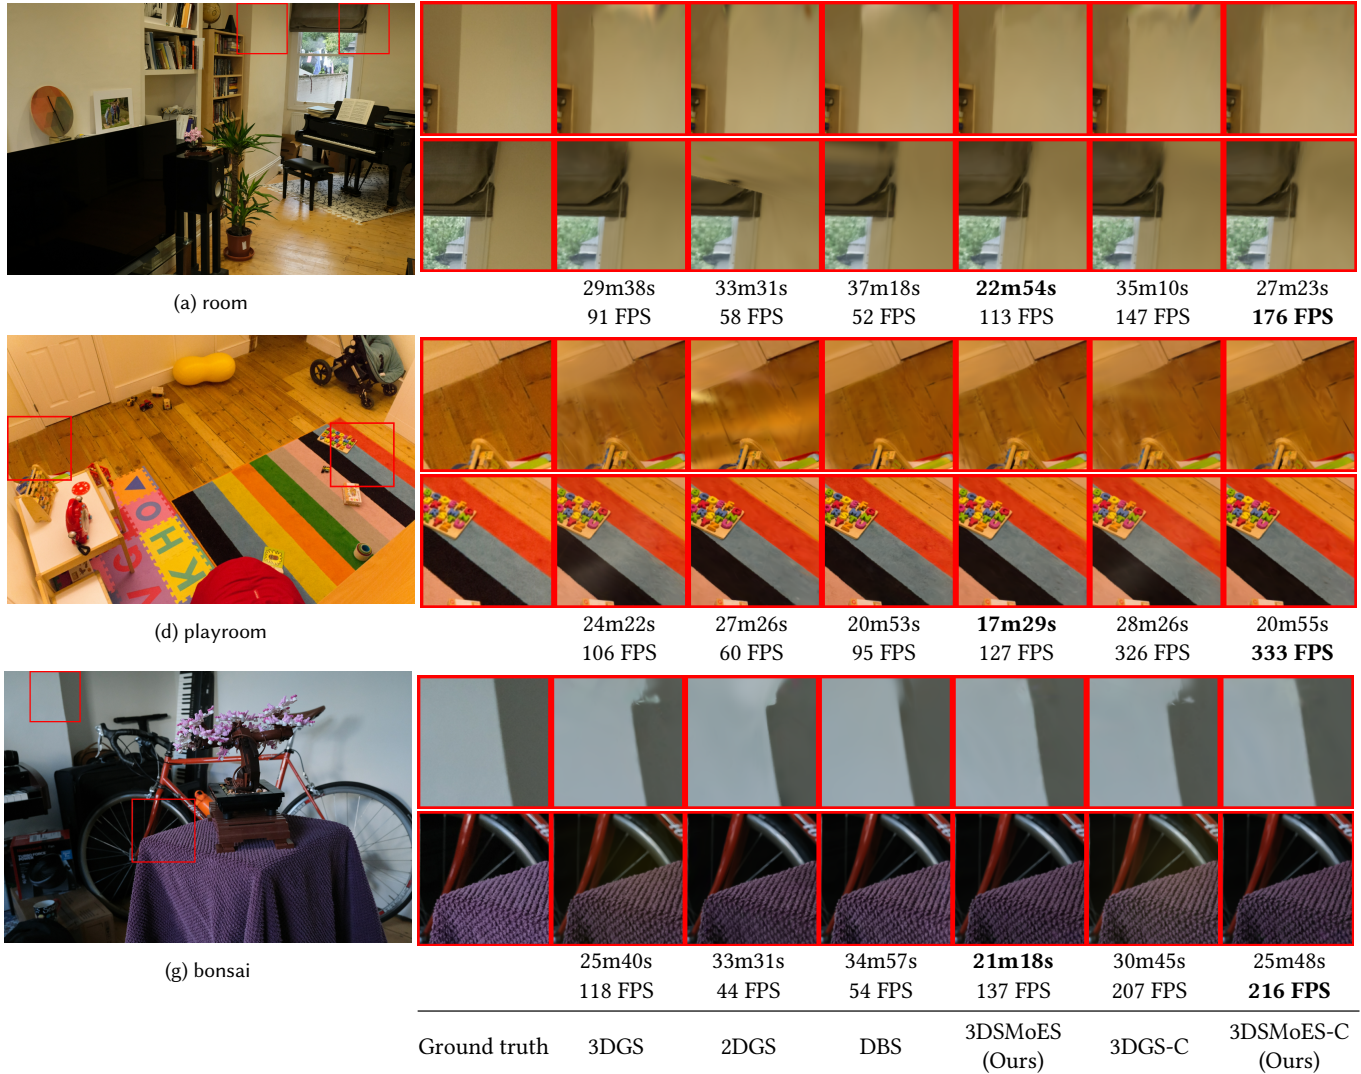 29m38s 33m31s 37m18s 22m54s 35m10s 27m23s
91 FPS 58 FPS 52 FPS 113 FPS 147 FPS 176 FPS
(a) room
24m22s 27m26s 20m53s 17m29s 28m26s 20m55s
106 FPS 60 FPS 95 FPS 127 FPS 326 FPS 333 FPS
(d) playroom
25m40s 33m31s 34m57s 21m18s 30m45s 25m48s
118 FPS 44 FPS 54 FPS 137 FPS 207 FPS 216 FPS
(g) bonsai
Ground truth 3DGS 2DGS DBS 3DSMoES (Ours) 3DGS-C 3DSMoES-C (Ours)